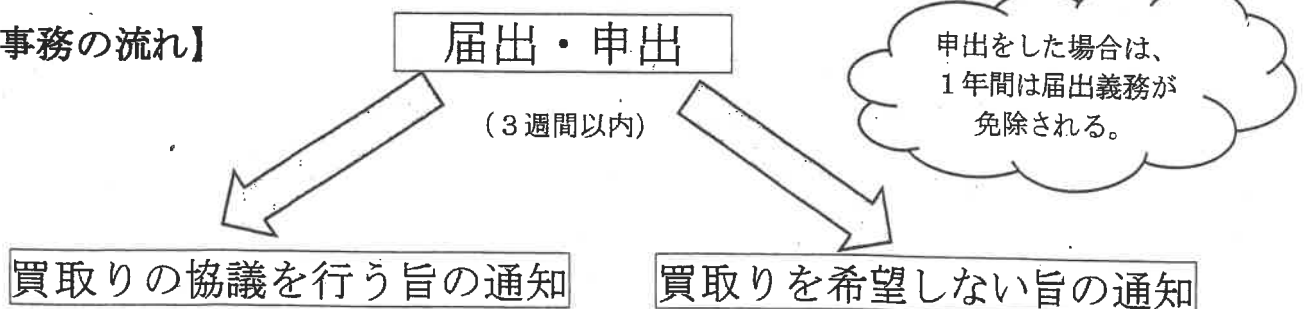 事務の流れ】
届出・申出
申出をした場合は、
1年間は届出義務が
免除される。
(3週間以内)
買取りの協議を行う旨の通知
買取りを希望しない旨の通知